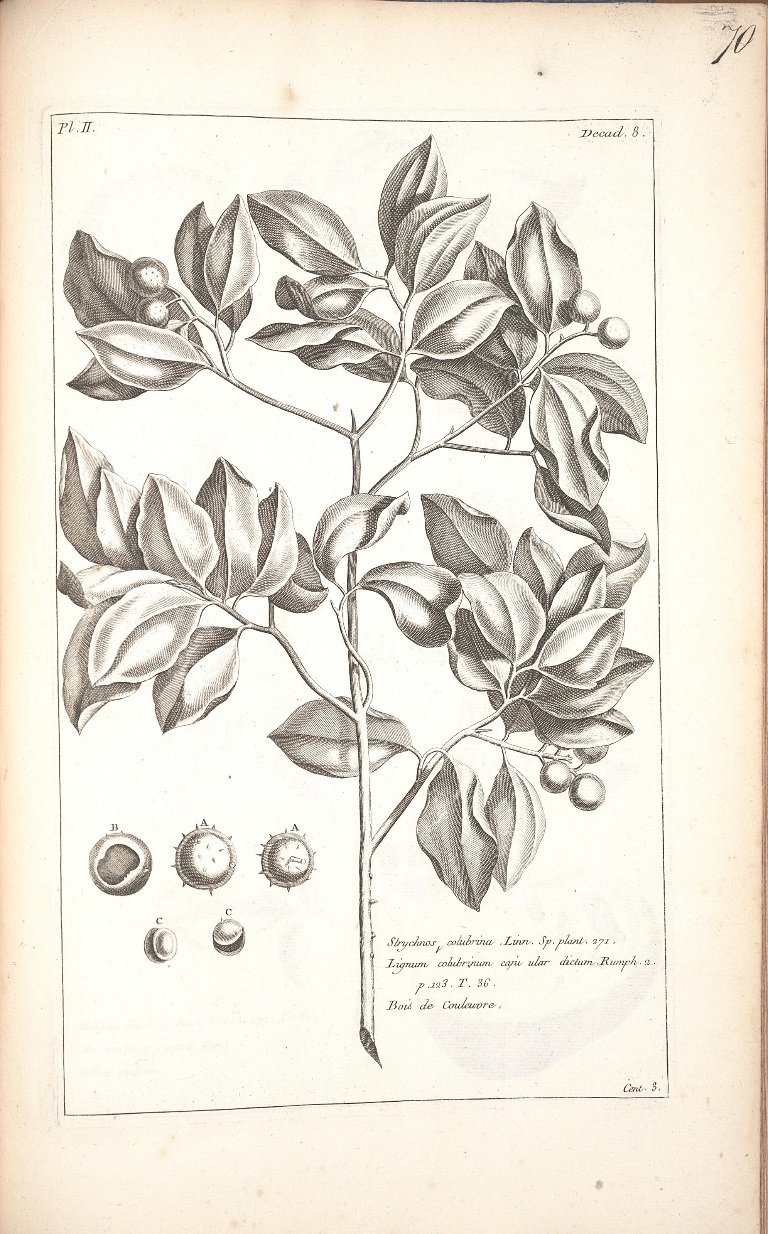 70
Pl. II.
Decad. 8.
B
A
A
C
C
Strychnos colubrina. Linn. Sp. plant. 271.
Lignum colubrinum caju ular dictum Rumph. 2.
p. 123. T. 36.
Bois de Couleuvre.
Cent. 3.